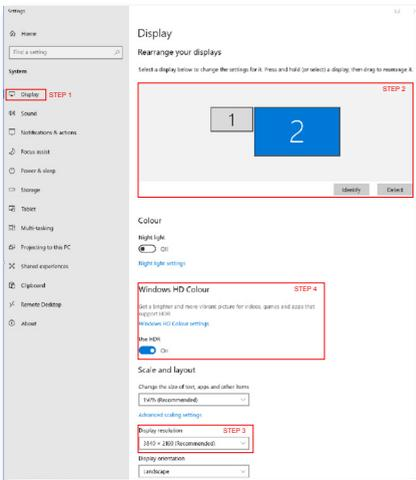 Settings
Home
Find a setting
System
Display STEP 1
Sound
Notifications & actions
Focus assist
Power & sleep
Storage
Tablet
Multi-tasking
Projecting to this PC
Shared experiences
Clipboard
Remote Desktop
About
Display
Rearrange your displays
Select a display below to change the settings for it. Press and hold (or select) a display, then drag to rearrange it.
STEP 2
1
2
Identify
Detect
Colour
Night light
Off
Night light settings
Windows HD Colour STEP 4
Get a brighter and more vibrant picture for videos, games and apps that
support HDR
Windows HD Colour settings
Use HDR
On
Scale and layout
Change the size of text, apps and other items
(Recommended)
Advanced scaling settings
Display resolution STEP 3
3840 × 2160 (Recommended)
Display orientation
Landscape